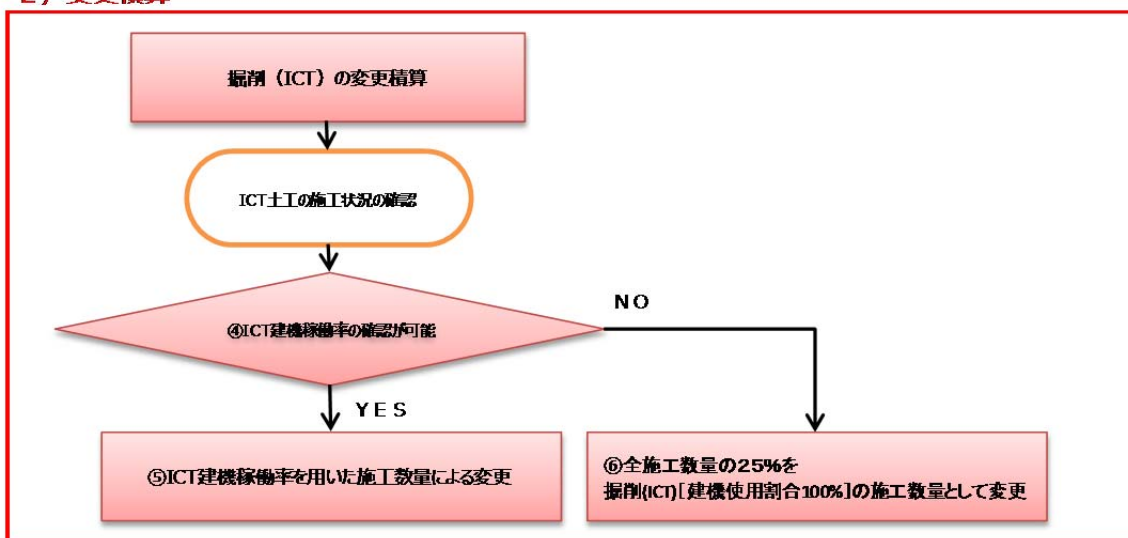 掘削（ICT）の変更積算
ICT土工の施工状況の確認
④ICT建機稼働率の確認が可能
NO
YES
⑤ICT建機稼働率を用いた施工数量による変更
⑥全施工数量の25%を
掘削(ICT)[建機使用割合100%]の施工数量として変更